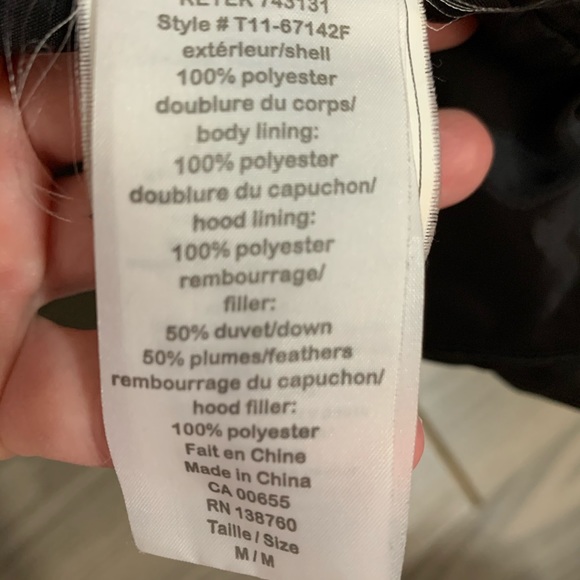 743131
Style # T11-67142F
extérieur/shell
100% polyester
doublure du corps/
body lining:
100% polyester
doublure du capuchon/
hood lining:
100% polyester
rembourrage/
filler:
50% duvet/down
50% plumes/feathers
rembourrage du capuchon/
hood filler:
100% polyester
Fait en Chine
Made in China
CA 00655
RN 138760
Taille / Size
M / M